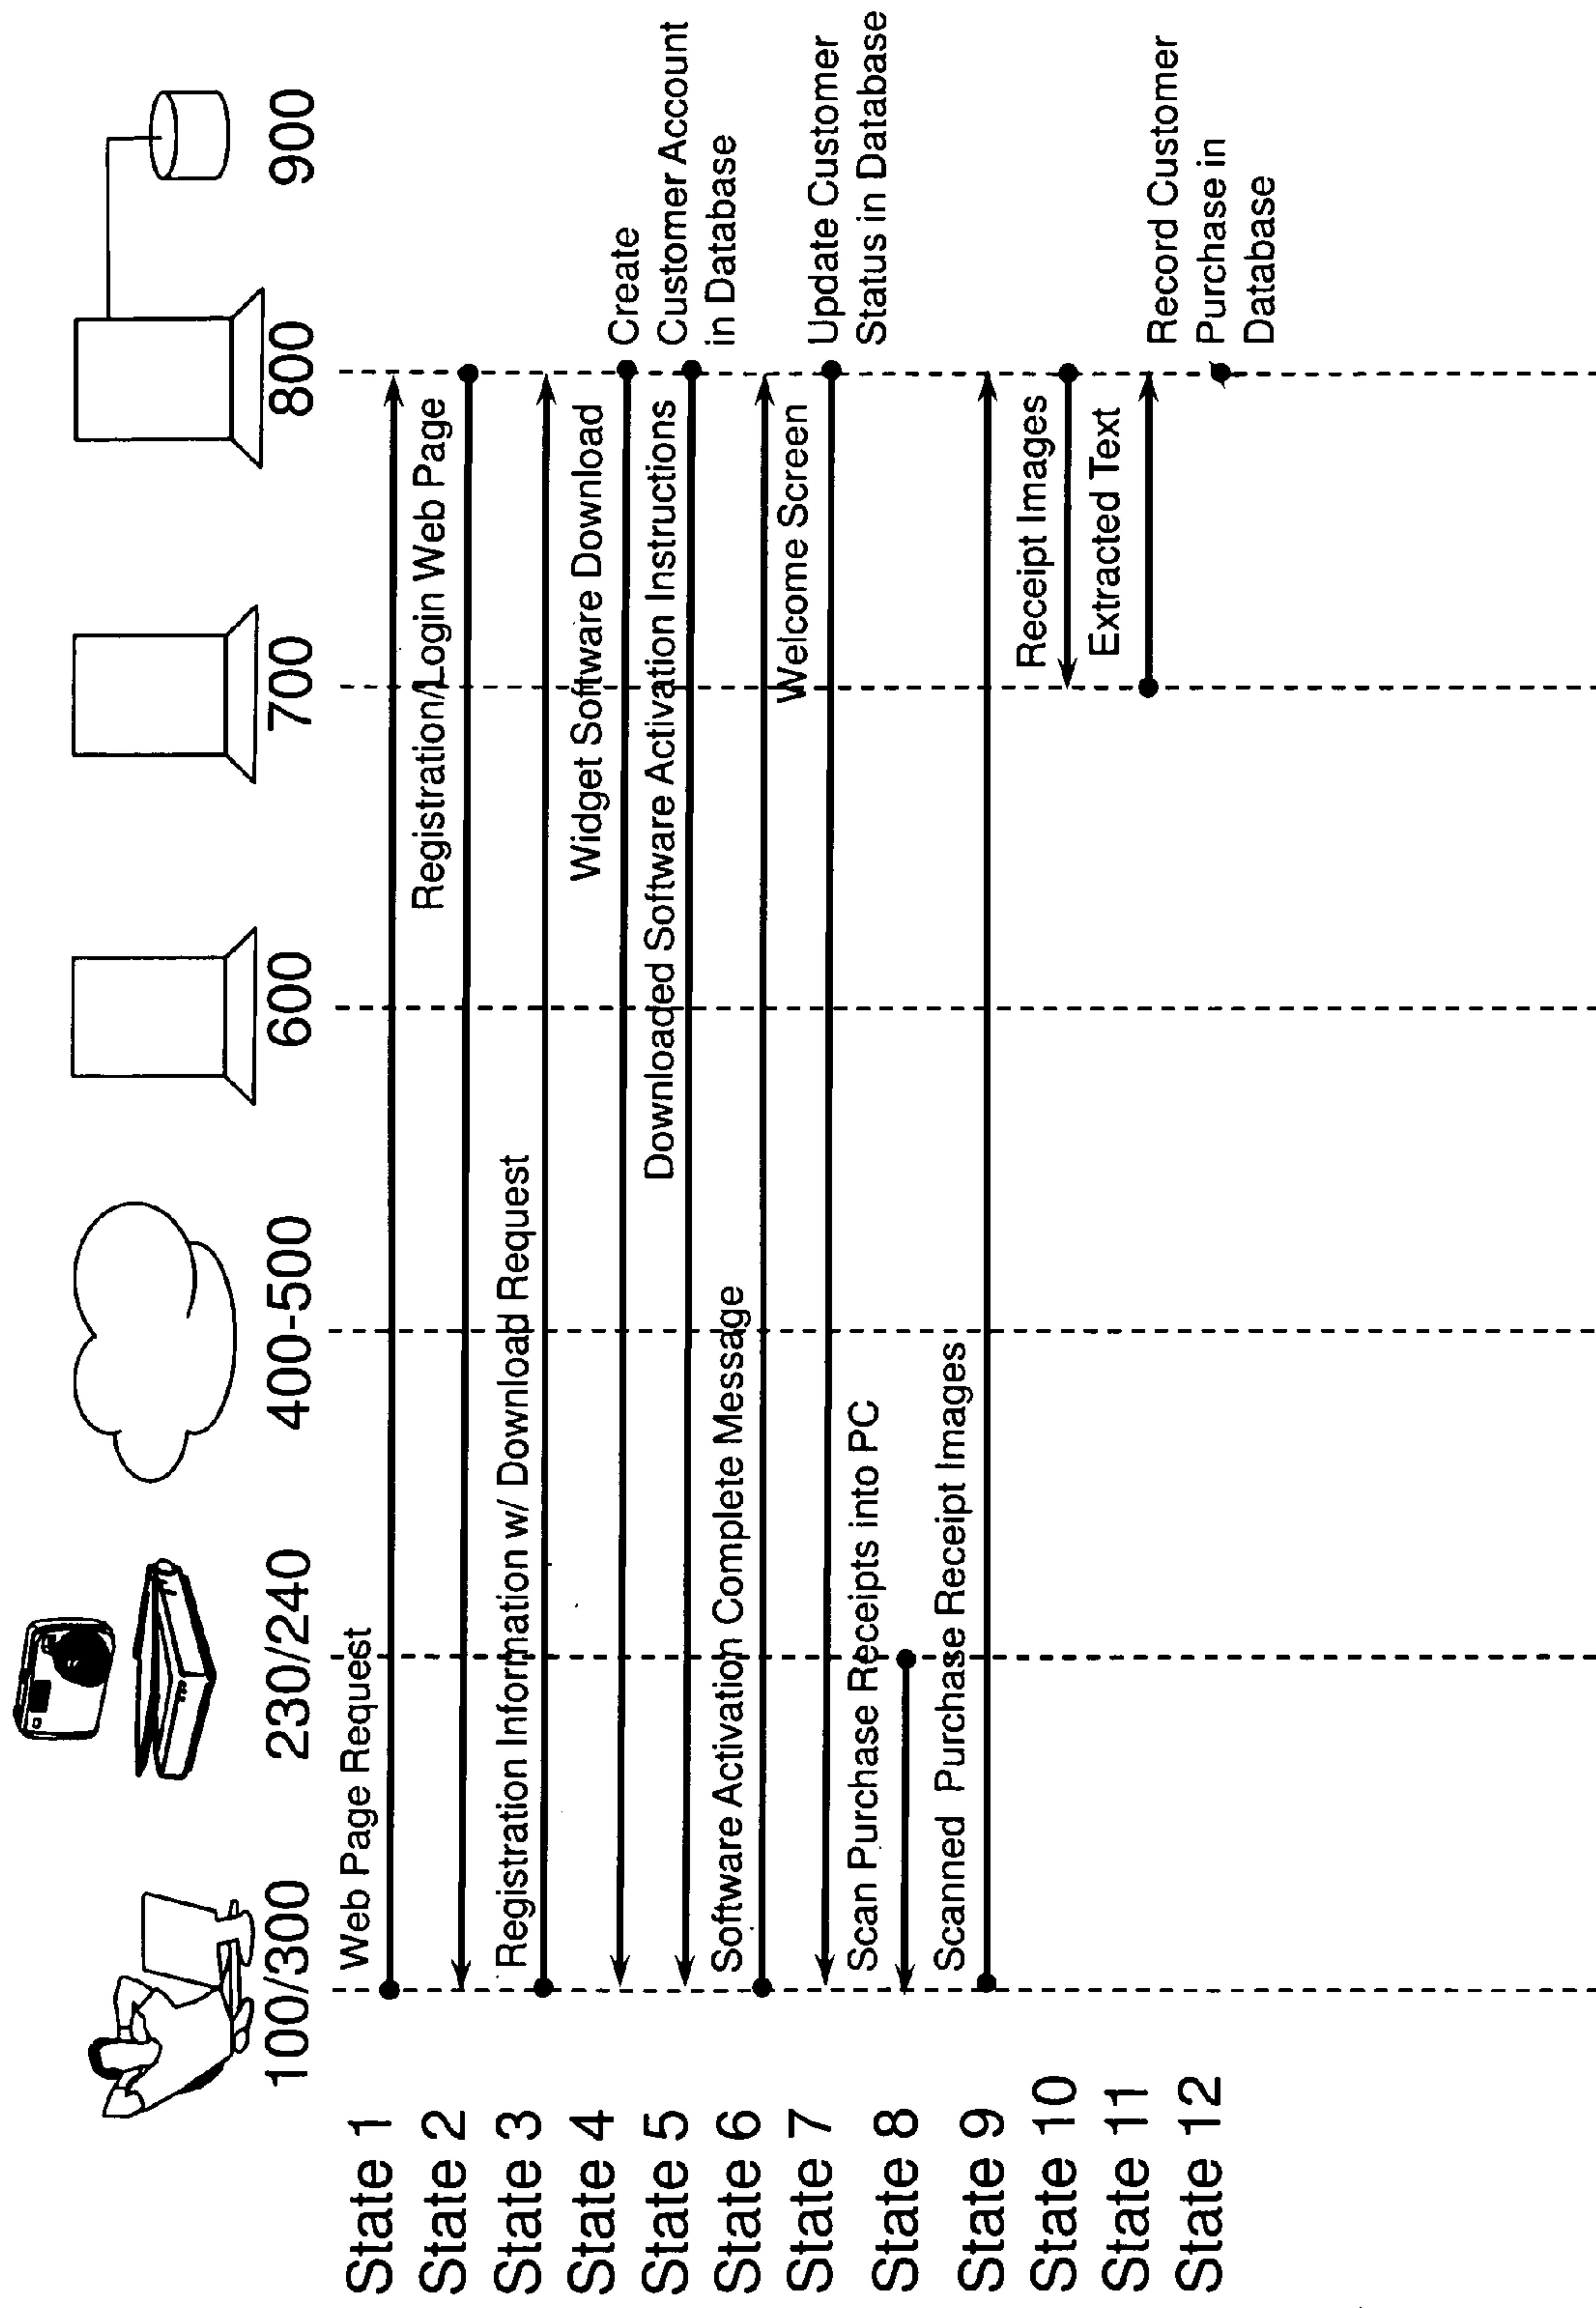 100/300
230/240
400-500
600
700
800
900
State 1
Web Page Request
State 2
Registration/Login Web Page
State 3
Registration Information w/ Download Request
State 4
Widget Software Download
Create
Customer Account
in Database
State 5
Downloaded Software Activation Instructions
State 6
Software Activation Complete Message
State 7
Welcome Screen
Update Customer
Status in Database
State 8
Scan Purchase Receipts into PC
State 9
Scanned Purchase Receipt Images
State 10
Receipt Images
State 11
Extracted Text
State 12
Record Customer
Purchase in
Database